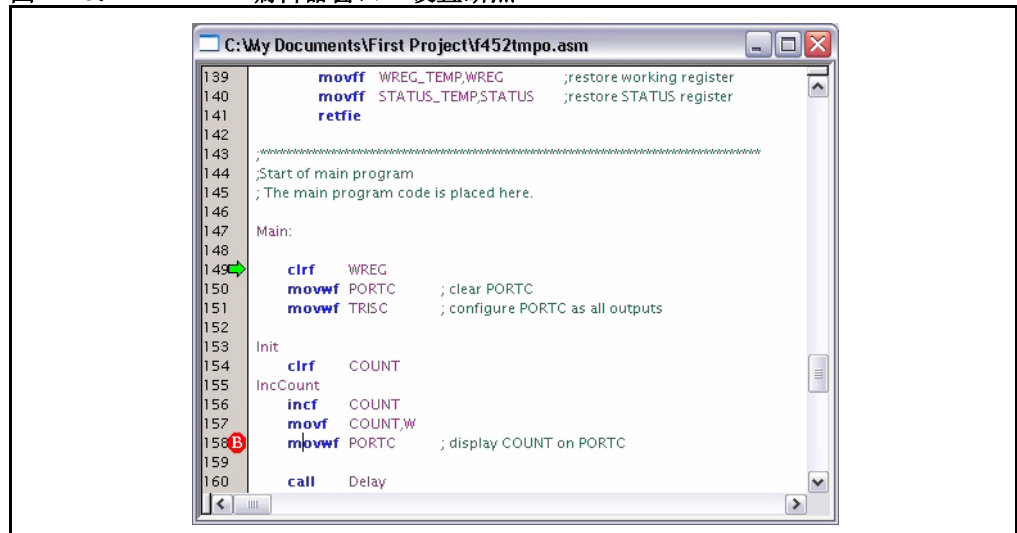 C:\My Documents\First Project\f452tmpo.asm
139 movff WREG_TEMP,WREG ;restore working register
140 movff STATUS_TEMP,STATUS ;restore STATUS register
141 retfie
142
143 ;******************************************************************************
144 ;Start of main program
145 ; The main program code is placed here.
146
147 Main:
148
149 clrf WREG
150 movwf PORTC ; clear PORTC
151 movwf TRISC ; configure PORTC as all outputs
152
153 Init
154 clrf COUNT
155 IncCount
156 incf COUNT
157 movf COUNT,W
158 B movwf PORTC ; display COUNT on PORTC
159
160 call Delay